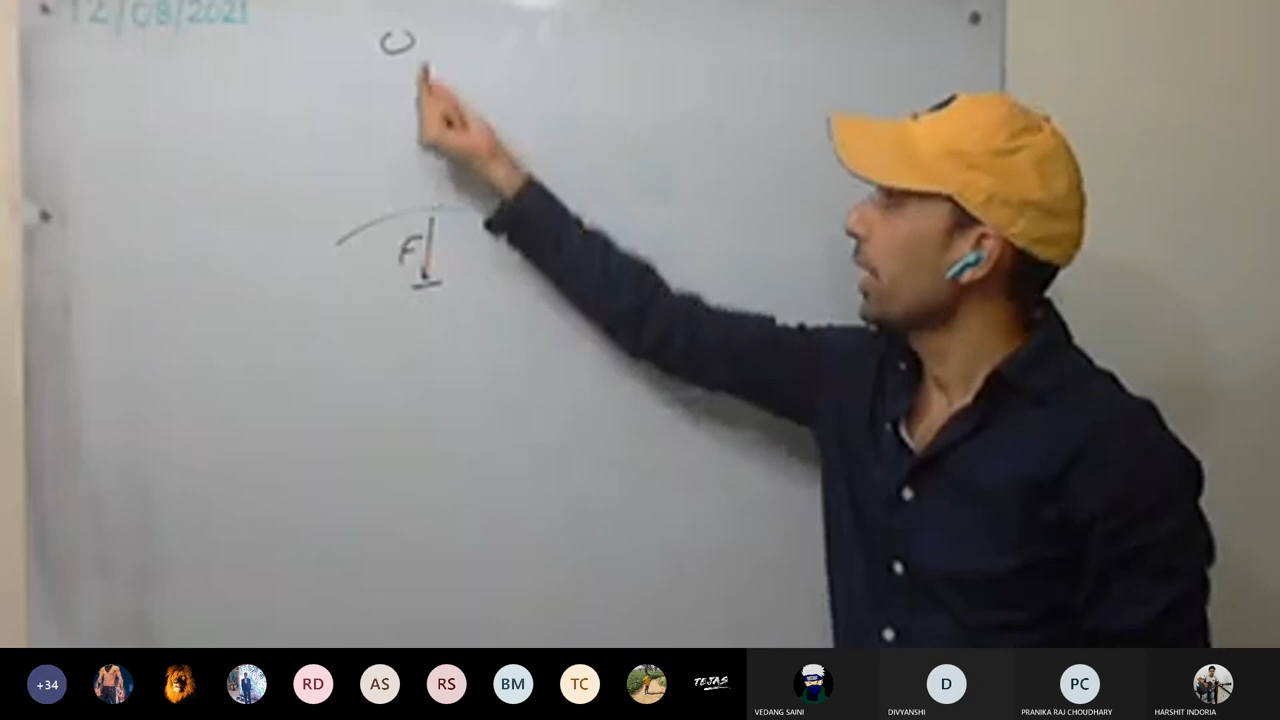 12/08/2021
F
+34
RD
AS
RS
BM
TC
TEJAS
D
PC
VEDANG SAINI
DIVYANSHI
PRANIKA RAJ CHOUDHARY
HARSHIT INDORIA